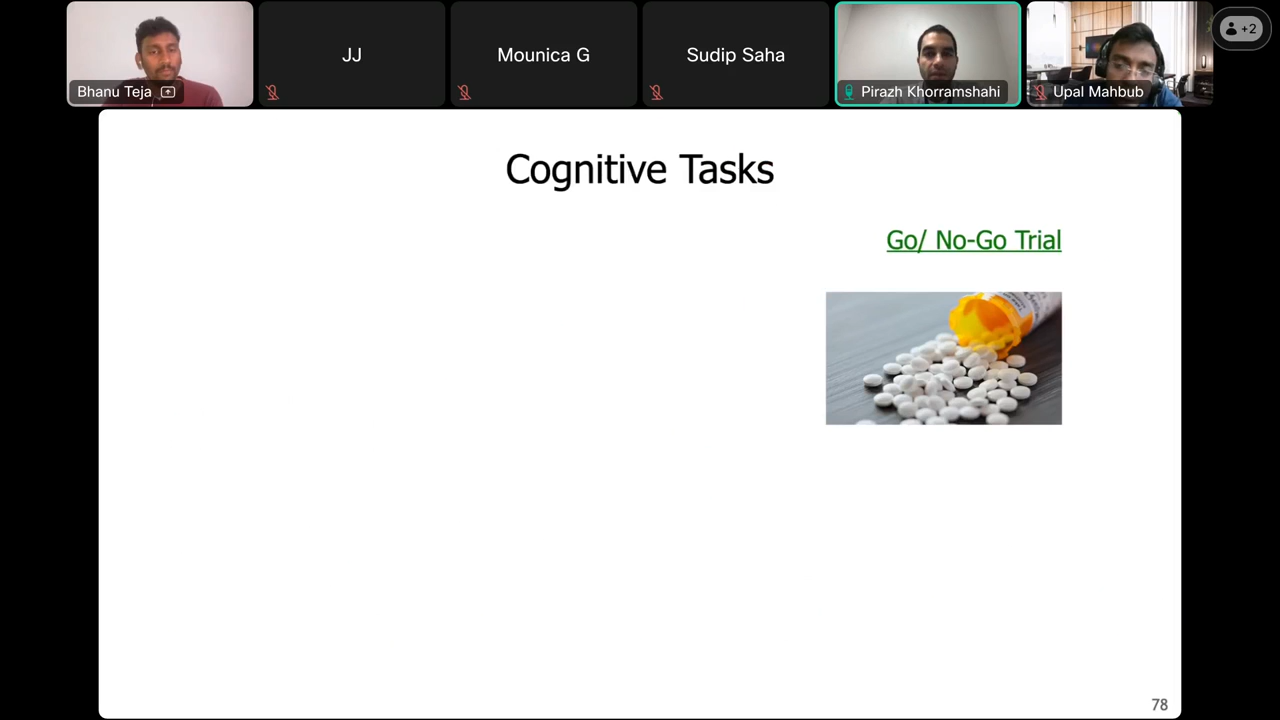 Bhanu Teja
JJ
Mounica G
Sudip Saha
Pirazh Khorramshahi
Upal Mahbub
+2
Cognitive Tasks
Go/ No-Go Trial
78